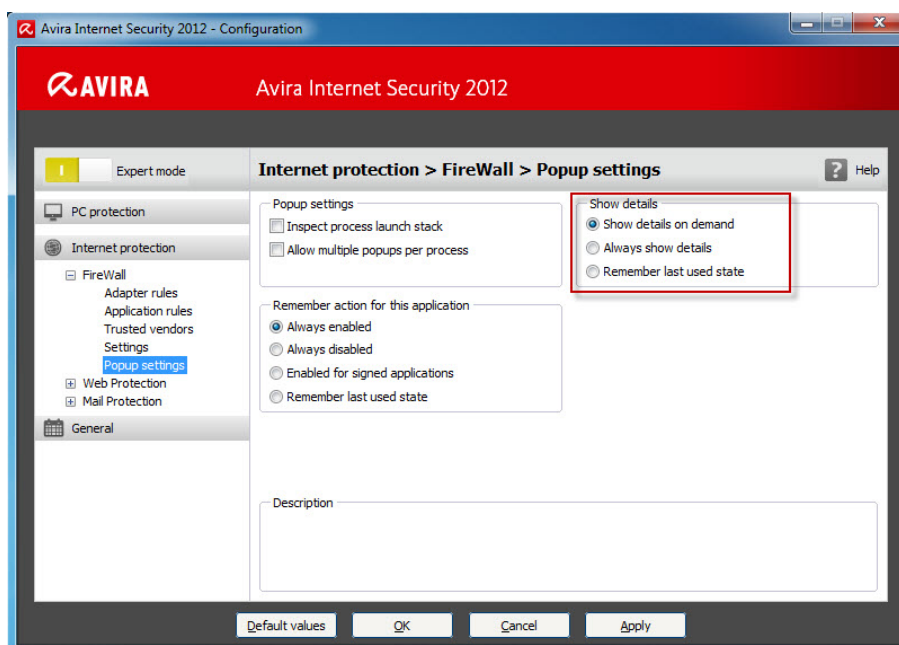 Avira Internet Security 2012 - Configuration
AVIRA
Avira Internet Security 2012
Expert mode
Internet protection > FireWall > Popup settings
Help
PC protection
Internet protection
FireWall
Adapter rules
Application rules
Trusted vendors
Settings
Popup settings
Web Protection
Mail Protection
General
Popup settings
Inspect process launch stack
Allow multiple popups per process
Show details
Show details on demand
Always show details
Remember last used state
Remember action for this application
Always enabled
Always disabled
Enabled for signed applications
Remember last used state
Description
Default values
OK
Cancel
Apply